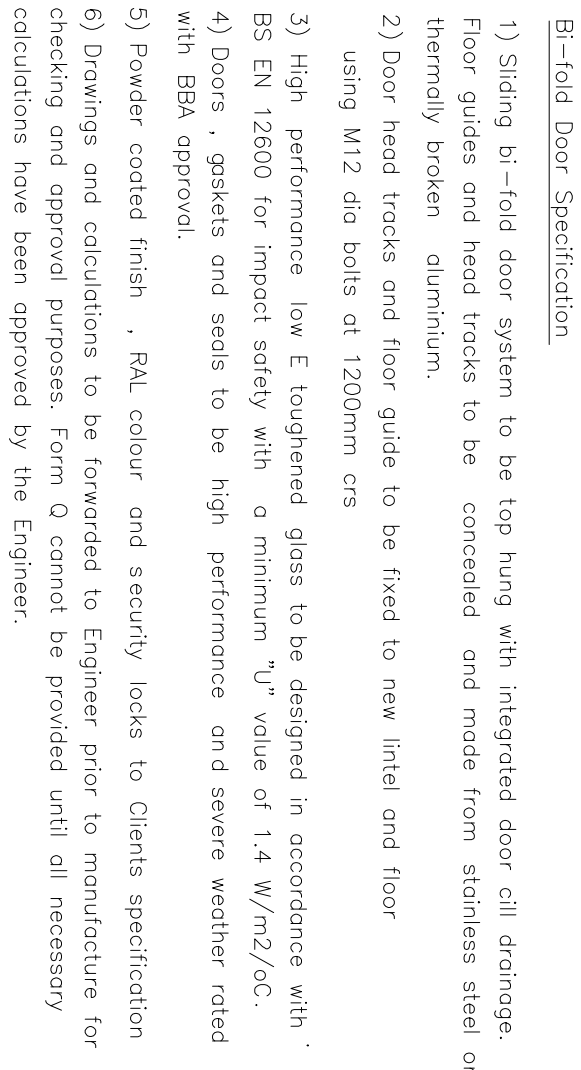 Bi-fold Door Specification
1) Sliding bi-fold door system to be top hung with integrated door cill drainage.
Floor guides and head tracks to be concealed and made from stainless steel or
thermally broken aluminium.
2) Door head tracks and floor guide to be fixed to new lintel and floor
using M12 dia bolts at 1200mm crs
3) High performance low E toughened glass to be designed in accordance with
BS EN 12600 for impact safety with a minimum "U" value of 1.4 W/m2/oC.
4) Doors , gaskets and seals to be high performance and severe weather rated
with BBA approval.
5) Powder coated finish , RAL colour and security locks to Clients specification
6) Drawings and calculations to be forwarded to Engineer prior to manufacture for
checking and approval purposes. Form Q cannot be provided until all necessary
calculations have been approved by the Engineer.